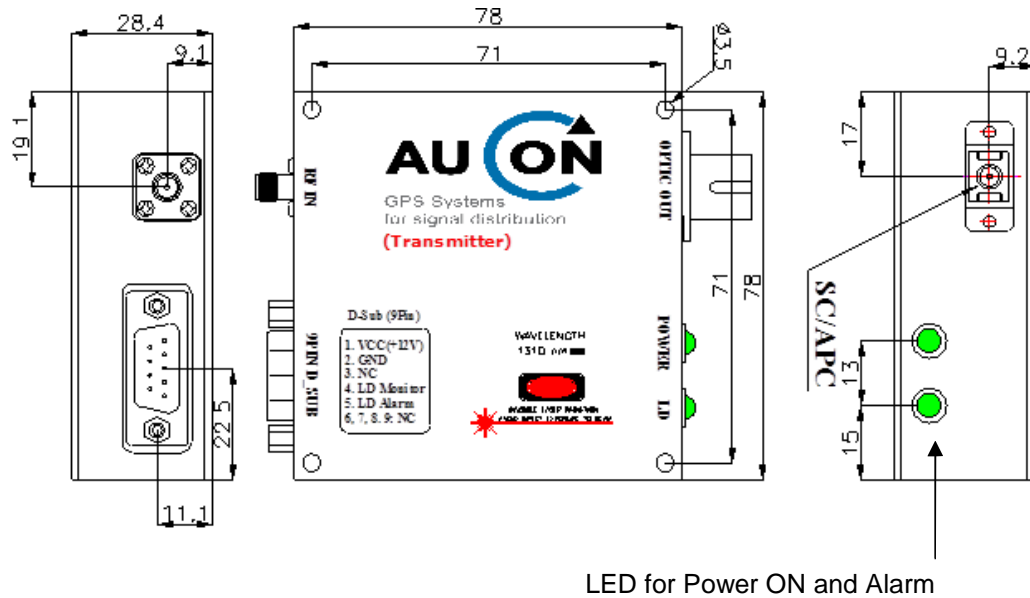 28.4
9.1
19.1
22.5
11.1
78
71
ø3.5
RF IN
9PIN D_SUB
AUCON
GPS Systems
for signal distribution
(Transmitter)
D-Sub (9Pin)
1. VCC(+12V)
2. GND
3. NC
4. LD Monitor
5. LD Alarm
6, 7, 8, 9: NC
WAVELENGTH
1310 nm
OPTIC OUT
POWER
LD
71
78
9.2
17
SC/APC
13
15
LED for Power ON and Alarm